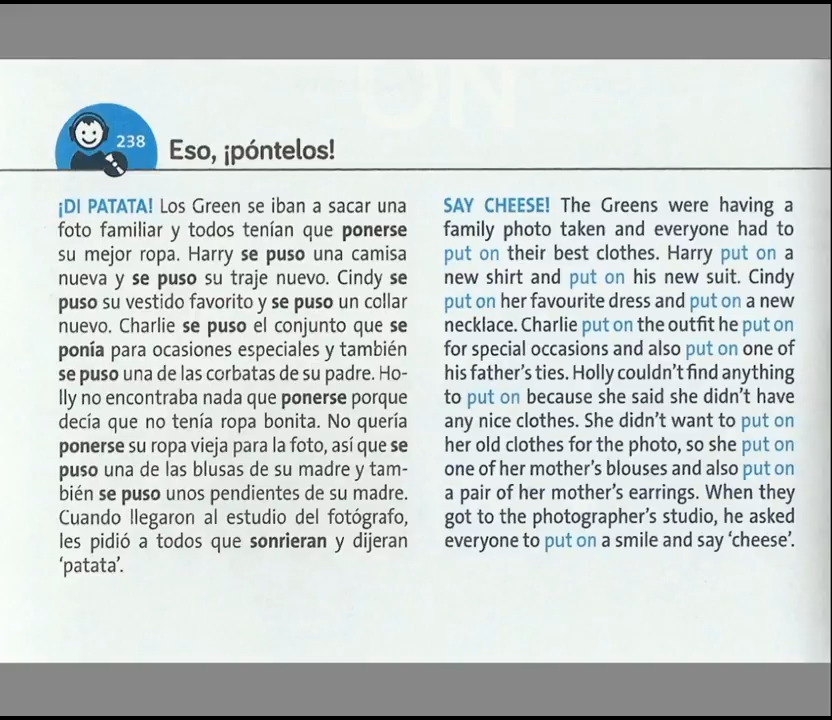 238
Eso, ¡póntelos!
¡DI PATATA! Los Green se iban a sacar una
foto familiar y todos tenían que ponerse
su mejor ropa. Harry se puso una camisa
nueva y se puso su traje nuevo. Cindy se
puso su vestido favorito y se puso un collar
nuevo. Charlie se puso el conjunto que se
ponía para ocasiones especiales y también
se puso una de las corbatas de su padre. Ho-
lly no encontraba nada que ponerse porque
decía que no tenía ropa bonita. No quería
ponerse su ropa vieja para la foto, así que se
puso una de las blusas de su madre y tam-
bién se puso unos pendientes de su madre.
Cuando llegaron al estudio del fotógrafo,
les pidió a todos que sonrieran y dijeran
‘patata’.
SAY CHEESE! The Greens were having a
family photo taken and everyone had to
put on their best clothes. Harry put on a
new shirt and put on his new suit. Cindy
put on her favourite dress and put on a new
necklace. Charlie put on the outfit he put on
for special occasions and also put on one of
his father’s ties. Holly couldn’t find anything
to put on because she said she didn’t have
any nice clothes. She didn’t want to put on
her old clothes for the photo, so she put on
one of her mother’s blouses and also put on
a pair of her mother’s earrings. When they
got to the photographer’s studio, he asked
everyone to put on a smile and say ‘cheese’.